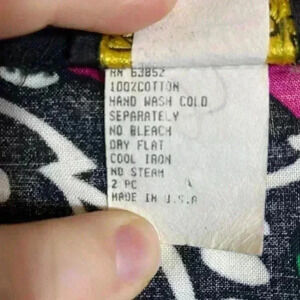 RN 63852
100%COTTON
HAND WASH COLD
SEPARATELY
NO BLEACH
DRY FLAT
COOL IRON
NO STEAM
2 PC
MADE IN U.S.A